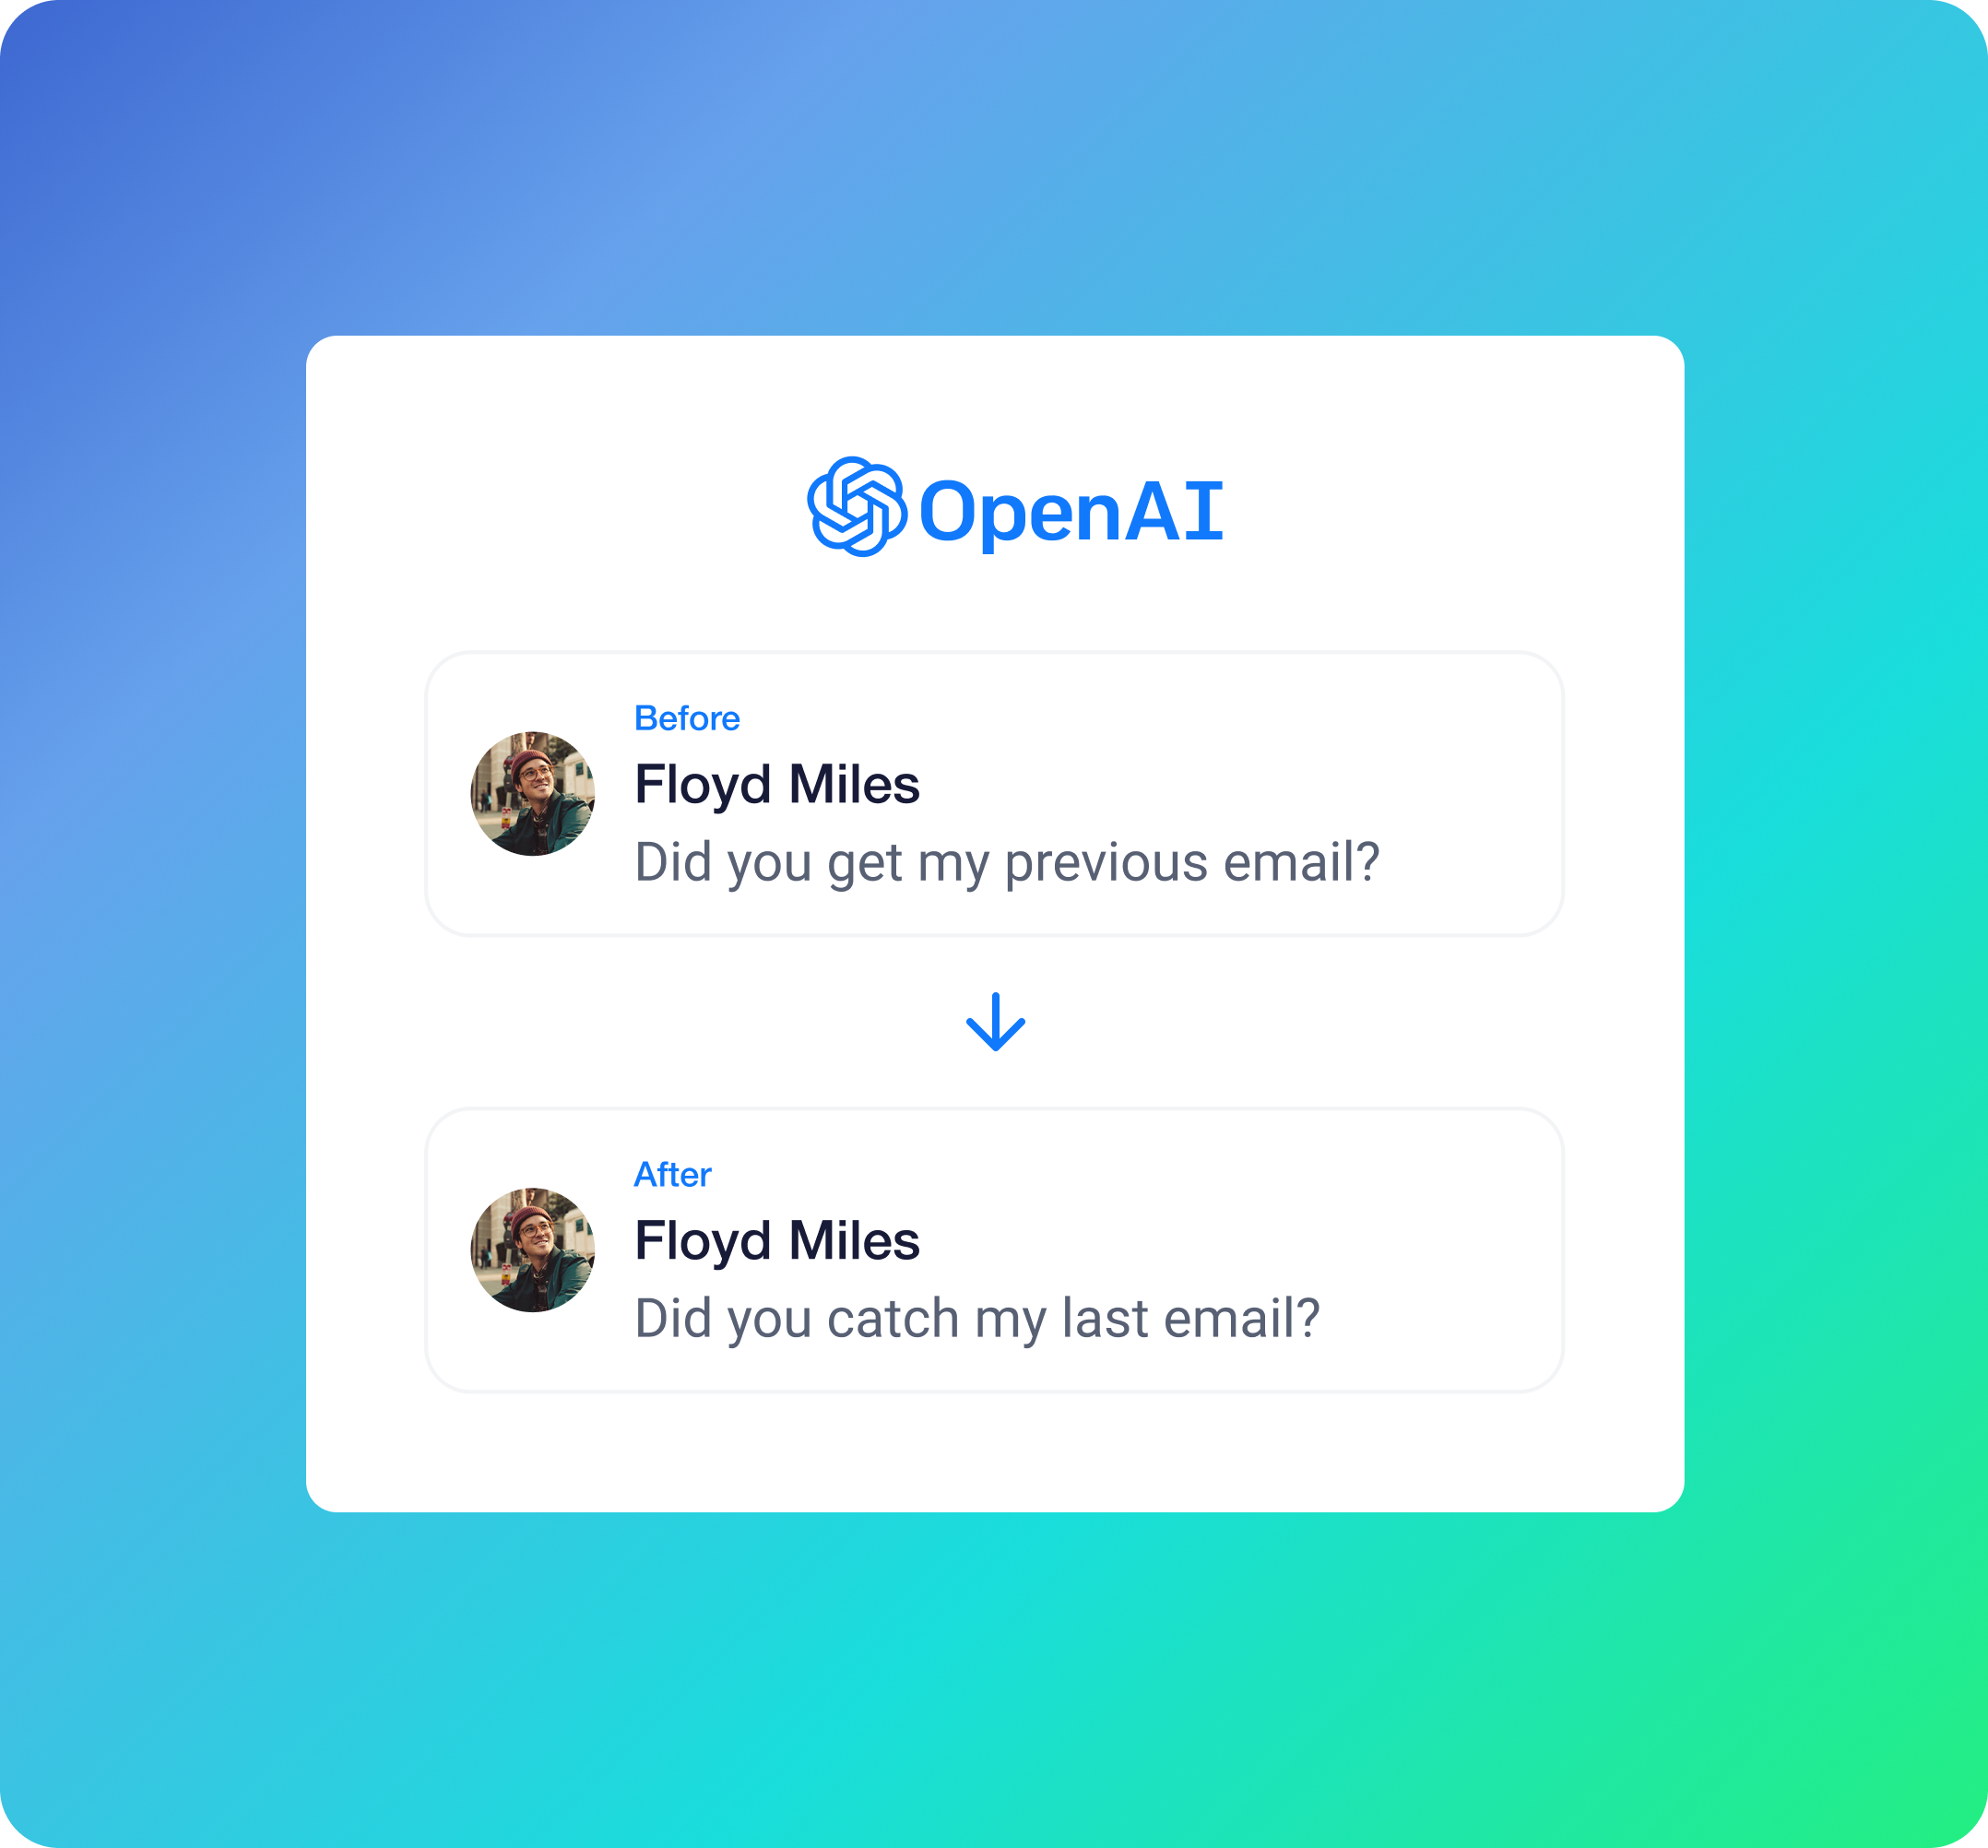 OpenAI
Before
Floyd Miles
Did you get my previous email?
After
Floyd Miles
Did you catch my last email?